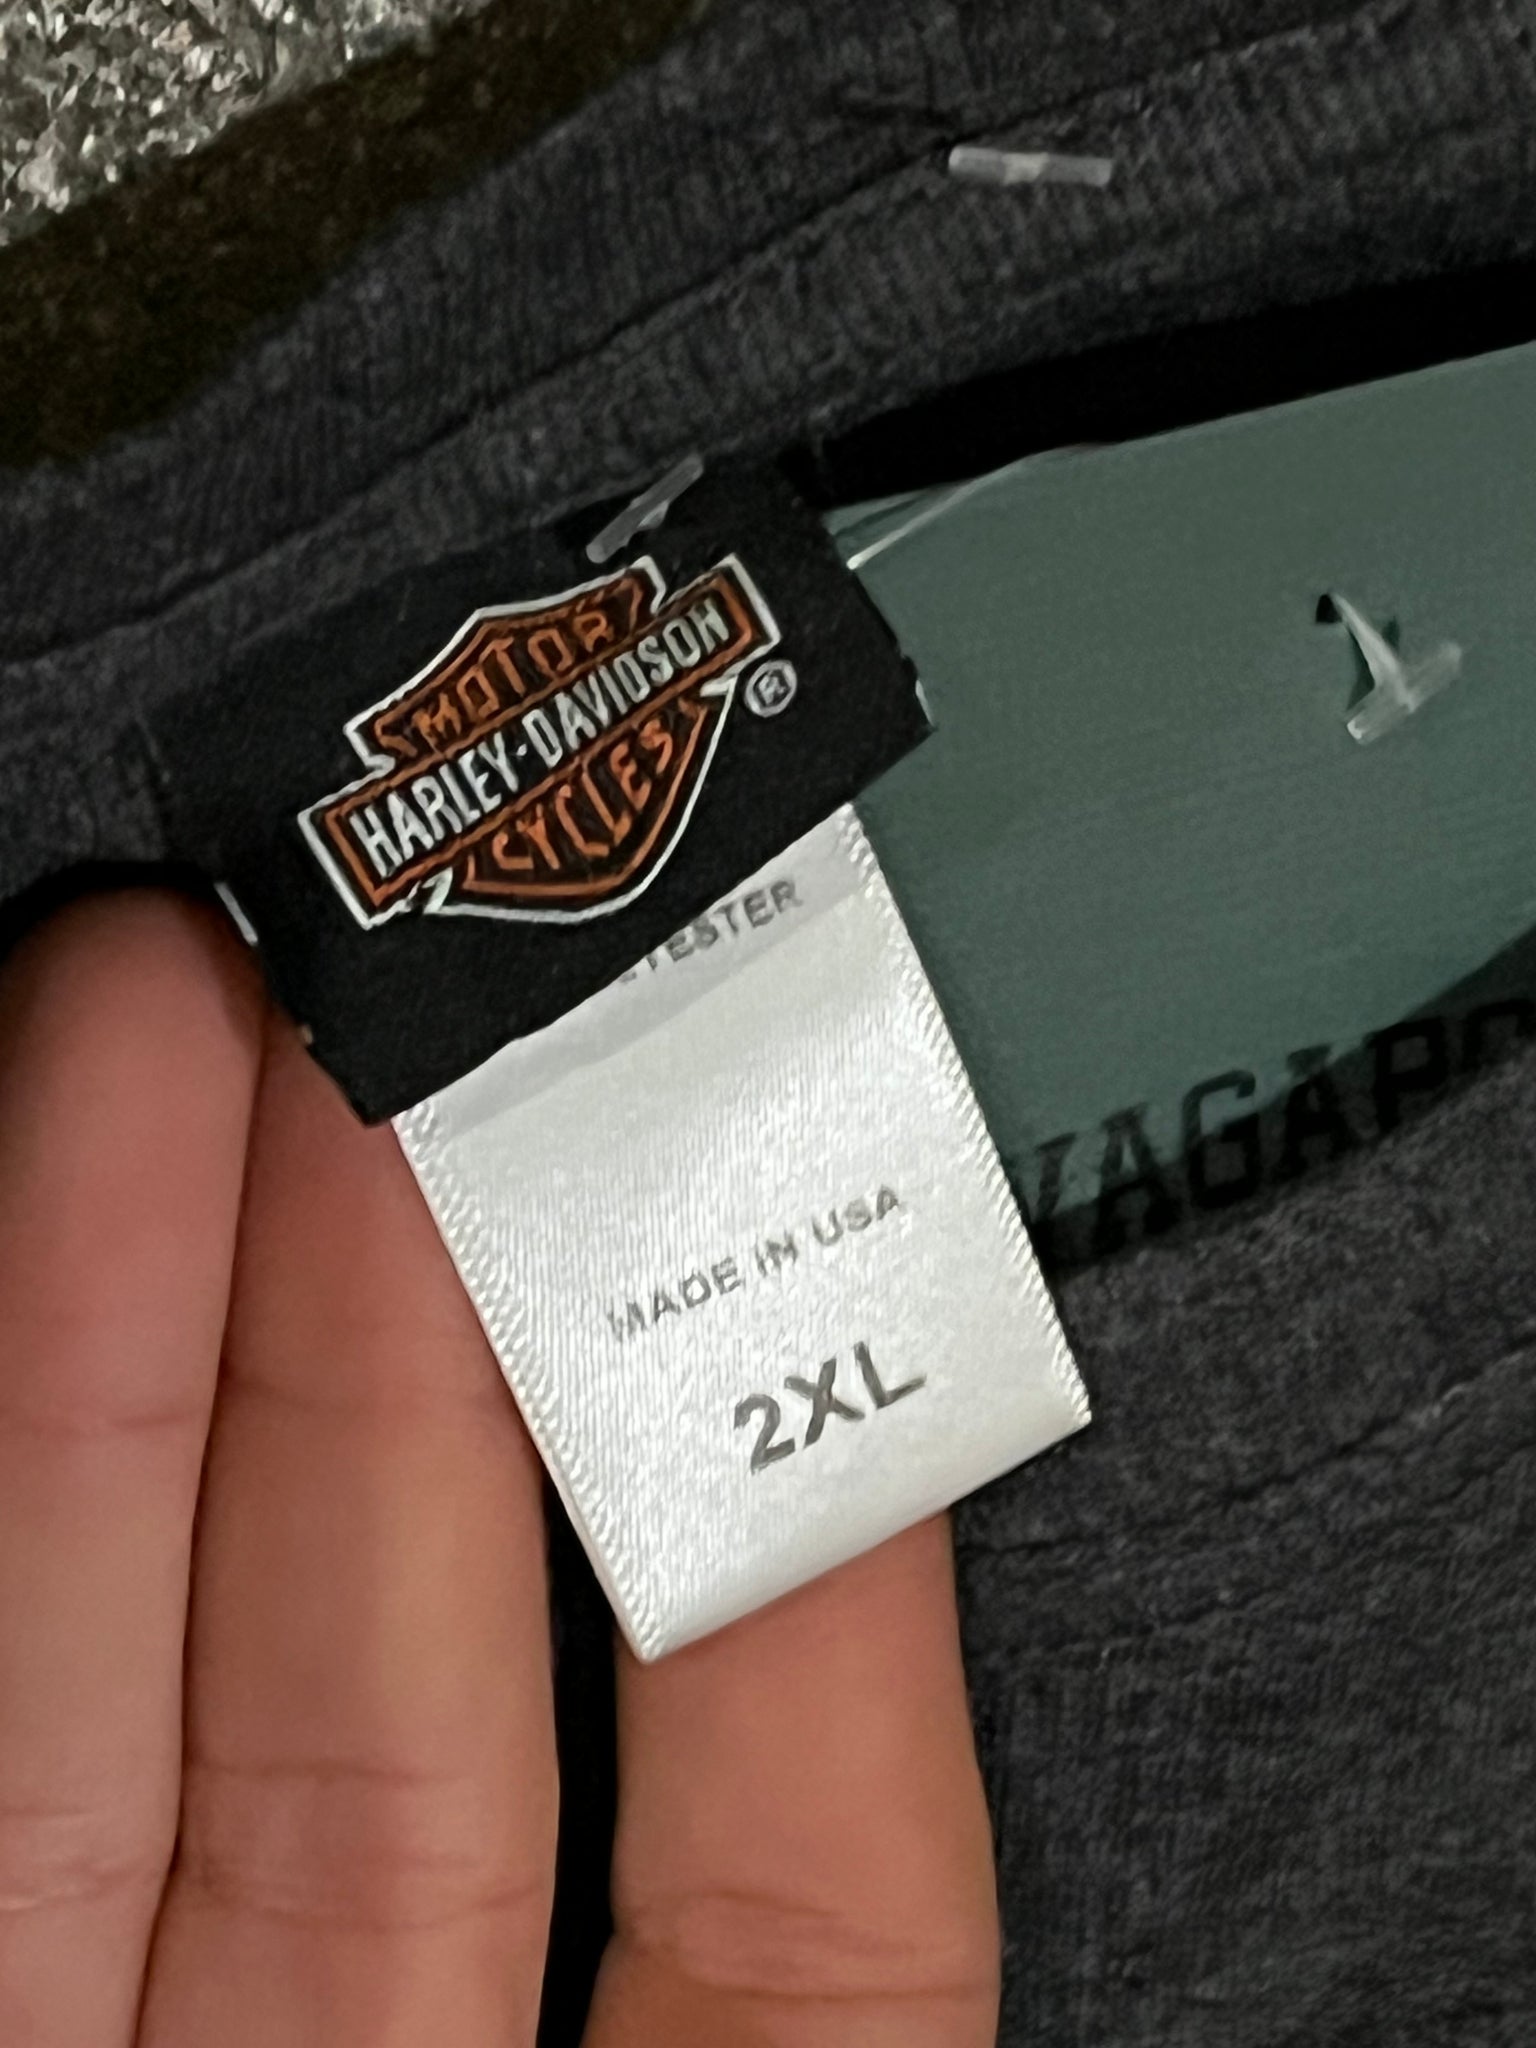 MOTOR
HARLEY-DAVIDSON
CYCLES
®
MADE IN USA
2XL